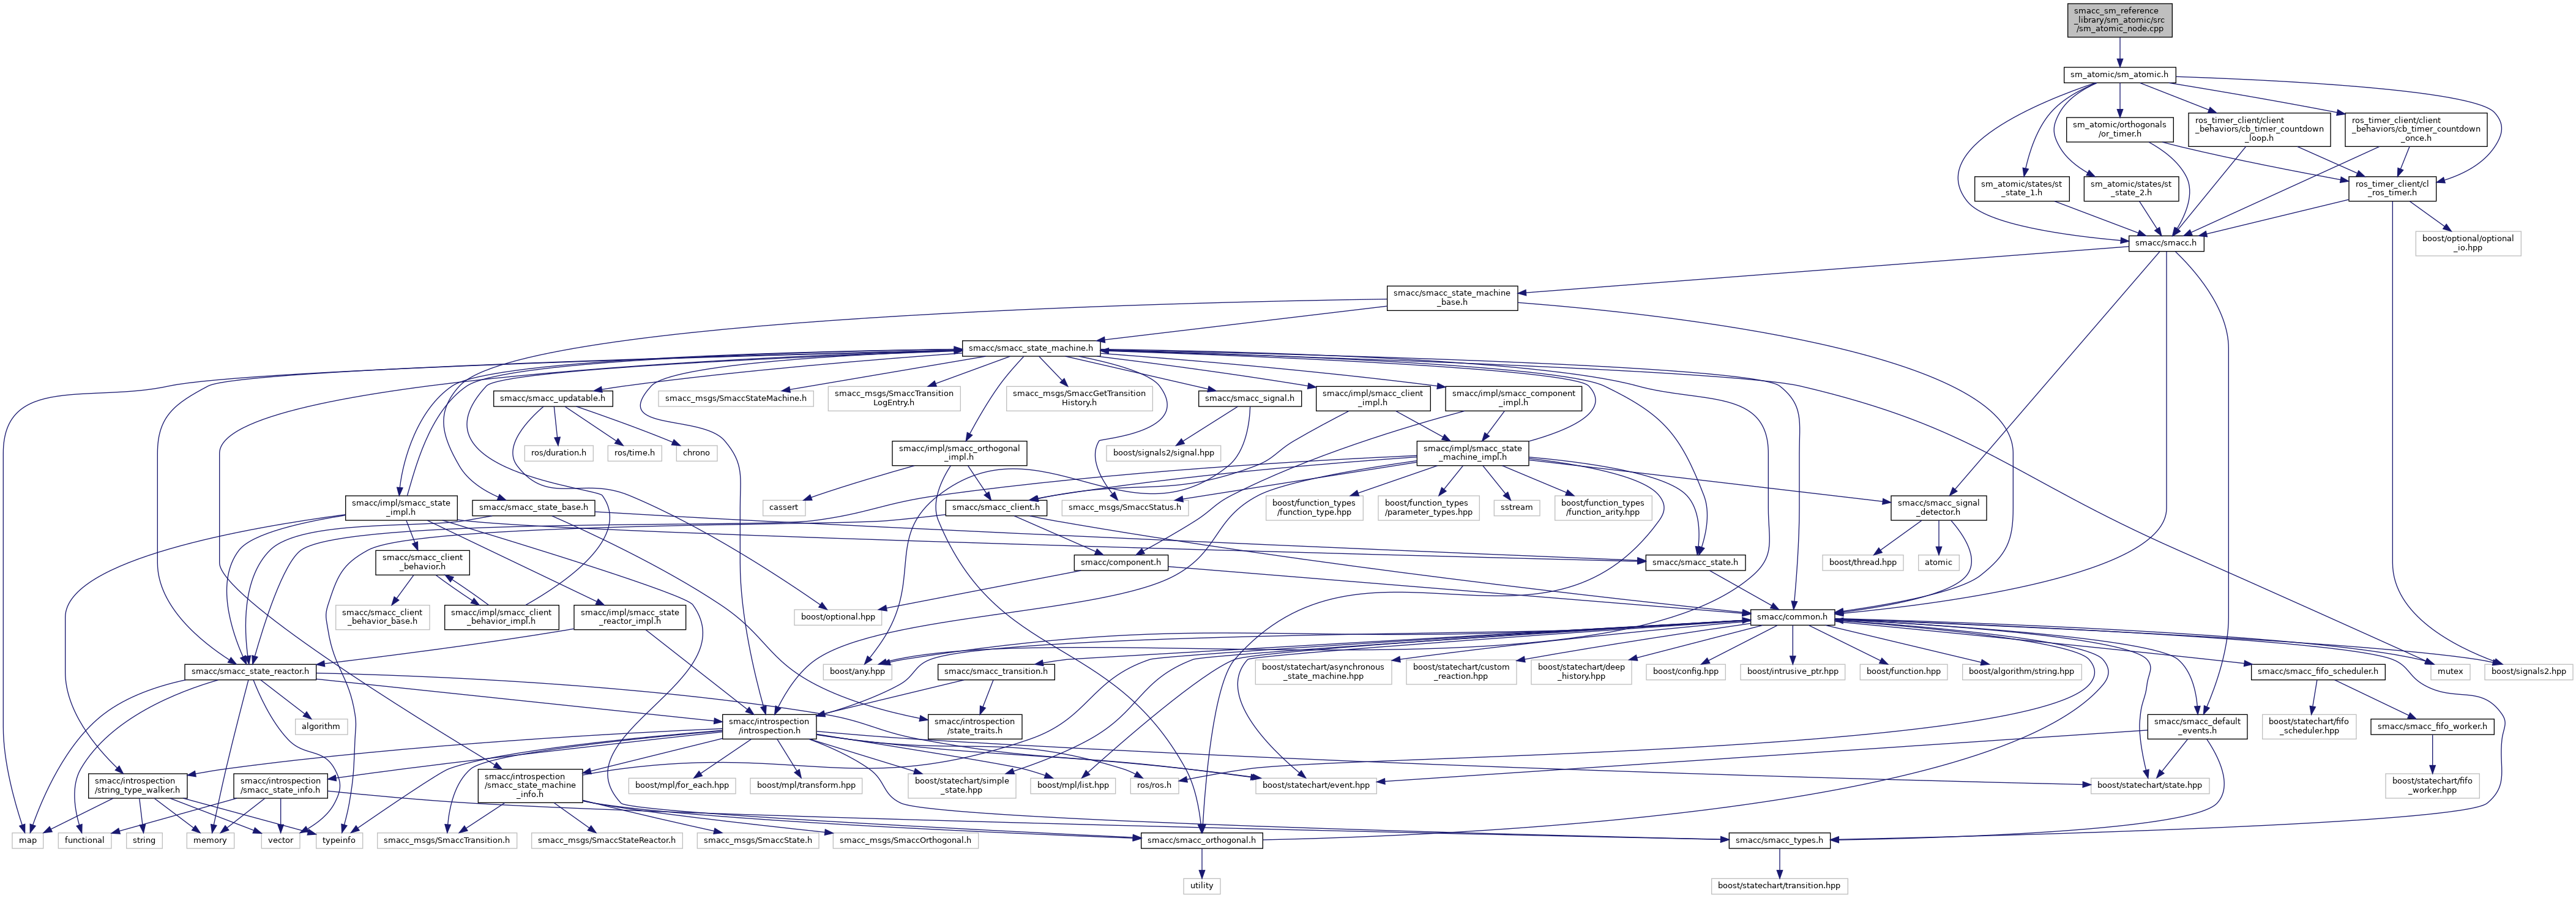 smacc_sm_reference
_library/sm_atomic/src
/sm_atomic_node.cpp
sm_atomic/sm_atomic.h
sm_atomic/orthogonals
/or_timer.h
ros_timer_client/client
_behaviors/cb_timer_countdown
_loop.h
ros_timer_client/client
_behaviors/cb_timer_countdown
_once.h
sm_atomic/states/st
_state_1.h
sm_atomic/states/st
_state_2.h
ros_timer_client/cl
_ros_timer.h
smacc/smacc.h
boost/optional/optional
_io.hpp
smacc/smacc_state_machine
_base.h
smacc/smacc_state_machine.h
smacc/smacc_updatable.h
smacc_msgs/SmaccStateMachine.h
smacc_msgs/SmaccTransition
LogEntry.h
smacc_msgs/SmaccGetTransition
History.h
smacc/smacc_signal.h
smacc/impl/smacc_client
_impl.h
smacc/impl/smacc_component
_impl.h
ros/duration.h
ros/time.h
chrono
smacc/impl/smacc_orthogonal
_impl.h
boost/signals2/signal.hpp
smacc/impl/smacc_state
_machine_impl.h
smacc/impl/smacc_state
_impl.h
smacc/smacc_state_base.h
cassert
smacc/smacc_client.h
smacc_msgs/SmaccStatus.h
boost/function_types
/function_type.hpp
boost/function_types
/parameter_types.hpp
sstream
boost/function_types
/function_arity.hpp
smacc/smacc_signal
_detector.h
smacc/smacc_client
_behavior.h
smacc/component.h
smacc/smacc_state.h
boost/thread.hpp
atomic
smacc/smacc_client
_behavior_base.h
smacc/impl/smacc_client
_behavior_impl.h
smacc/impl/smacc_state
_reactor_impl.h
boost/optional.hpp
smacc/common.h
smacc/smacc_state_reactor.h
boost/any.hpp
smacc/smacc_transition.h
boost/statechart/asynchronous
_state_machine.hpp
boost/statechart/custom
_reaction.hpp
boost/statechart/deep
_history.hpp
boost/config.hpp
boost/intrusive_ptr.hpp
boost/function.hpp
boost/algorithm/string.hpp
smacc/smacc_fifo_scheduler.h
mutex
boost/signals2.hpp
algorithm
smacc/introspection
/introspection.h
smacc/introspection
/state_traits.h
smacc/smacc_default
_events.h
boost/statechart/fifo
_scheduler.hpp
smacc/smacc_fifo_worker.h
smacc/introspection
/string_type_walker.h
smacc/introspection
/smacc_state_info.h
smacc/introspection
/smacc_state_machine
_info.h
boost/mpl/for_each.hpp
boost/mpl/transform.hpp
boost/statechart/simple
_state.hpp
boost/mpl/list.hpp
ros/ros.h
boost/statechart/event.hpp
boost/statechart/state.hpp
boost/statechart/fifo
_worker.hpp
map
functional
string
memory
vector
typeinfo
smacc_msgs/SmaccTransition.h
smacc_msgs/SmaccStateReactor.h
smacc_msgs/SmaccState.h
smacc_msgs/SmaccOrthogonal.h
smacc/smacc_orthogonal.h
smacc/smacc_types.h
utility
boost/statechart/transition.hpp